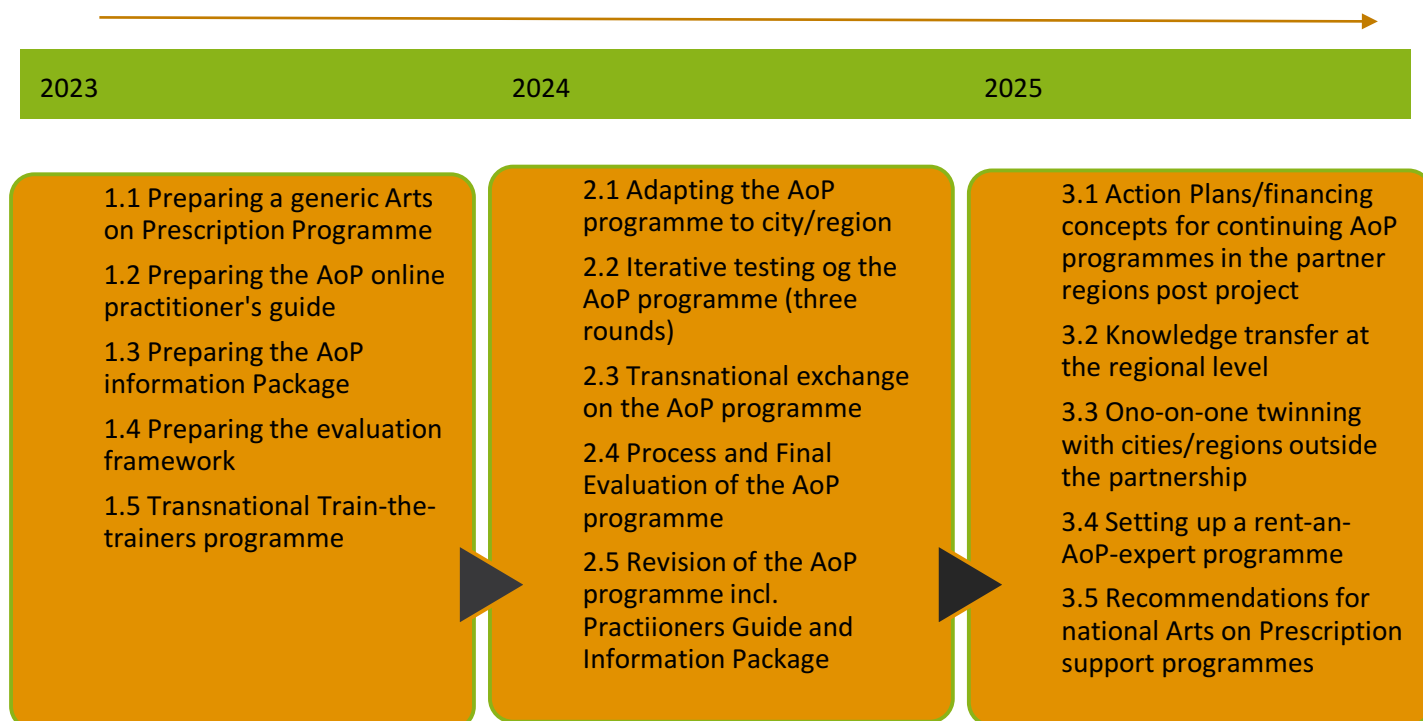 2023
2024
2025
1.1 Preparing a generic Arts
on Prescription Programme
1.2 Preparing the AoP online
practitioner's guide
1.3 Preparing the AoP
information Package
1.4 Preparing the evaluation
framework
1.5 Transnational Train-the-
trainers programme
2.1 Adapting the AoP
programme to city/region
2.2 Iterative testing og the
AoP programme (three
rounds)
2.3 Transnational exchange
on the AoP programme
2.4 Process and Final
Evaluation of the AoP
programme
2.5 Revision of the AoP
programme incl.
Practiioners Guide and
Information Package
3.1 Action Plans/financing
concepts for continuing AoP
programmes in the partner
regions post project
3.2 Knowledge transfer at
the regional level
3.3 Ono-on-one twinning
with cities/regions outside
the partnership
3.4 Setting up a rent-an-
AoP-expert programme
3.5 Recommendations for
national Arts on Prescription
support programmes